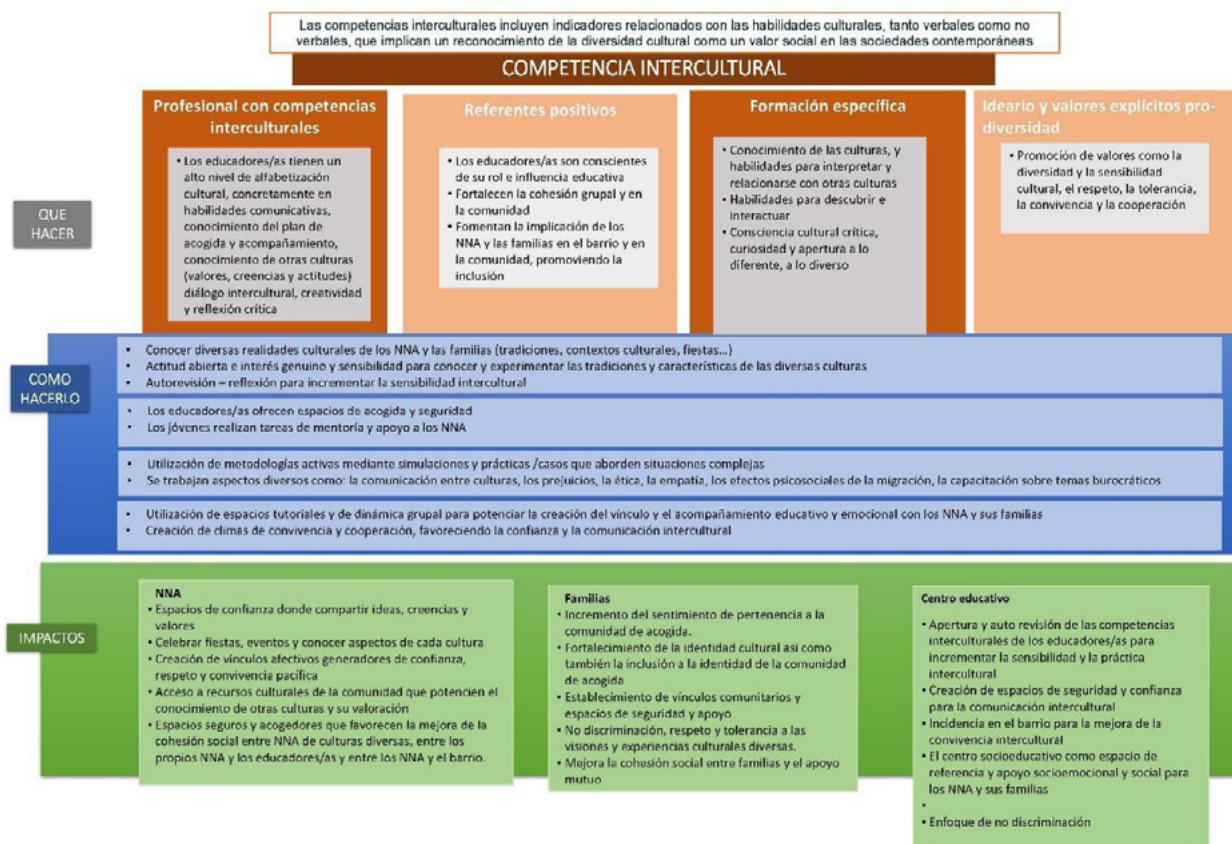 Las competencias interculturales incluyen indicadores relacionados con las habilidades culturales, tanto verbales como no
verbales, que implican un reconocimiento de la diversidad cultural como un valor social en las sociedades contemporáneas
COMPETENCIA INTERCULTURAL
QUE
HACER
Profesional con competencias
interculturales
• Los educadores/as tienen un
alto nivel de alfabetización
cultural, concretamente en
habilidades comunicativas,
conocimiento del plan de
acogida y acompañamiento,
conocimiento de otras culturas
(valores, creencias y actitudes)
diálogo intercultural, creatividad
y reflexión crítica
Referentes positivos
• Los educadores/as son conscientes
de su rol e influencia educativa
• Fortalecen la cohesión grupal y en
la comunidad
• Fomentan la implicación de los
NNA y las familias en el barrio y en
la comunidad, promoviendo la
inclusión
Formación específica
• Conocimiento de las culturas, y
habilidades para interpretar y
relacionarse con otras culturas
• Habilidades para descubrir e
interactuar
• Consciencia cultural crítica,
curiosidad y apertura a lo
diferente, a lo diverso
Ideario y valores explícitos pro-
diversidad
• Promoción de valores como la
diversidad y la sensibilidad
cultural, el respeto, la tolerancia,
la convivencia y la cooperación
COMO
HACERLO
• Conocer diversas realidades culturales de los NNA y las familias (tradiciones, contextos culturales, fiestas...)
• Actitud abierta e interés genuino y sensibilidad para conocer y experimentar las tradiciones y características de las diversas culturas
• Autorevisión – reflexión para incrementar la sensibilidad intercultural
• Los educadores/as ofrecen espacios de acogida y seguridad
• Los jóvenes realizan tareas de mentoría y apoyo a los NNA
• Utilización de metodologías activas mediante simulaciones y prácticas /casos que aborden situaciones complejas
• Se trabajan aspectos diversos como: la comunicación entre culturas, los prejuicios, la ética, la empatía, los efectos psicosociales de la migración, la capacitación sobre temas burocráticos
• Utilización de espacios tutoriales y de dinámica grupal para potenciar la creación del vínculo y el acompañamiento educativo y emocional con los NNA y sus familias
• Creación de climas de convivencia y cooperación, favoreciendo la confianza y la comunicación intercultural
IMPACTOS
NNA
• Espacios de confianza donde compartir ideas, creencias y
valores
• Celebrar fiestas, eventos y conocer aspectos de cada cultura
• Creación de vínculos afectivos generadores de confianza,
respeto y convivencia pacífica
• Acceso a recursos culturales de la comunidad que potencien el
conocimiento de otras culturas y su valoración
• Espacios seguros y acogedores que favorecen la mejora de la
cohesión social entre NNA de culturas diversas, entre los
propios NNA y los educadores/as y entre los NNA y el barrio.
Familias
• Incremento del sentimiento de pertenencia a la
comunidad de acogida.
• Fortalecimiento de la identidad cultural asi como
también la inclusión a la identidad de la comunidad
de acogida
• Establecimiento de vínculos comunitarios y
espacios de seguridad y apoyo
• No discriminación, respeto y tolerancia a las
visiones y experiencias culturales diversas.
• Mejora la cohesión social entre familias y el apoyo
mutuo
Centro educativo
• Apertura y auto revisión de las competencias
interculturales de los educadores/as para
incrementar la sensibilidad y la práctica
intercultural
• Creación de espacios de seguridad y confianza
para la comunicación intercultural
• Incidencia en el barrio para la mejora de la
convivencia intercultural
• El centro socioeducativo como espacio de
referencia y apoyo socioemocional y social para
los NNA y sus familias
•
• Enfoque de no discriminación